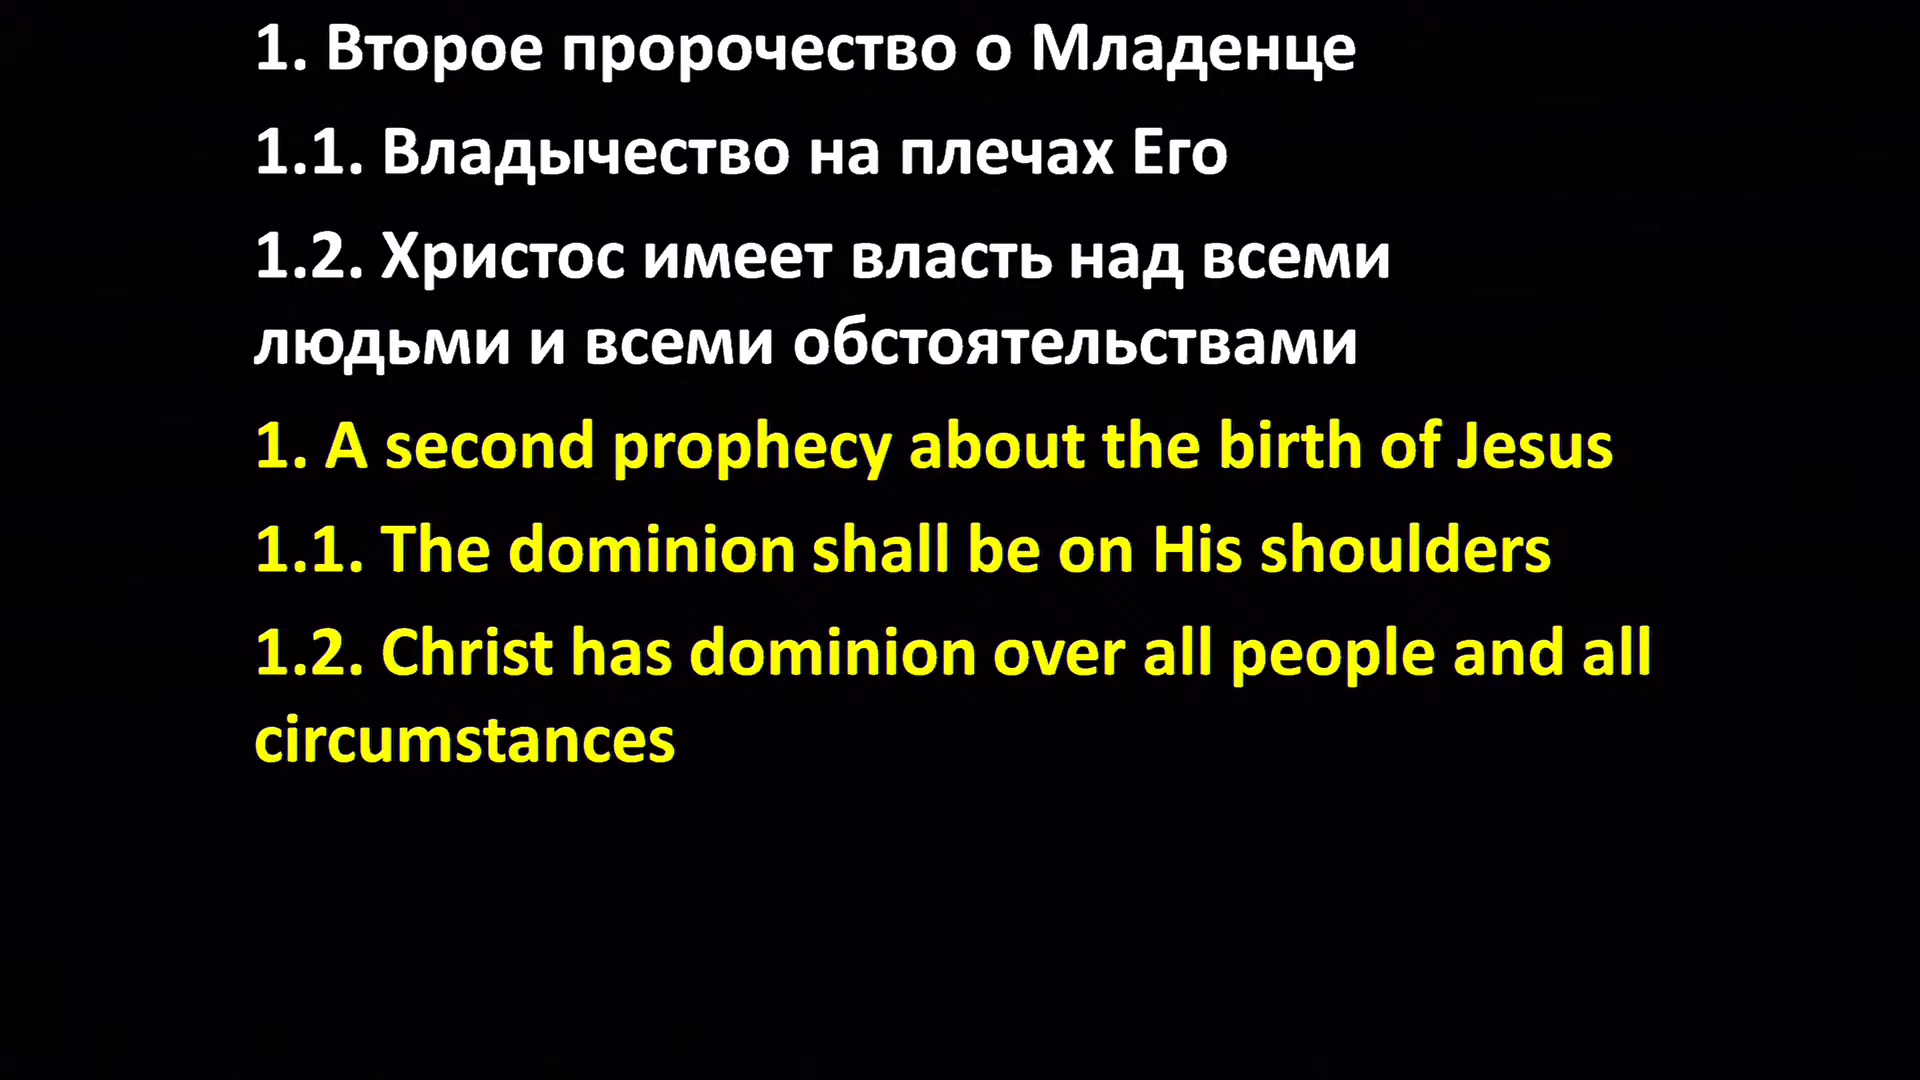 1. Второе пророчество о Младенце
1.1. Владычество на плечах Его
1.2. Христос имеет власть над всеми
людьми и всеми обстоятельствами
1. A second prophecy about the birth of Jesus
1.1. The dominion shall be on His shoulders
1.2. Christ has dominion over all people and all
circumstances